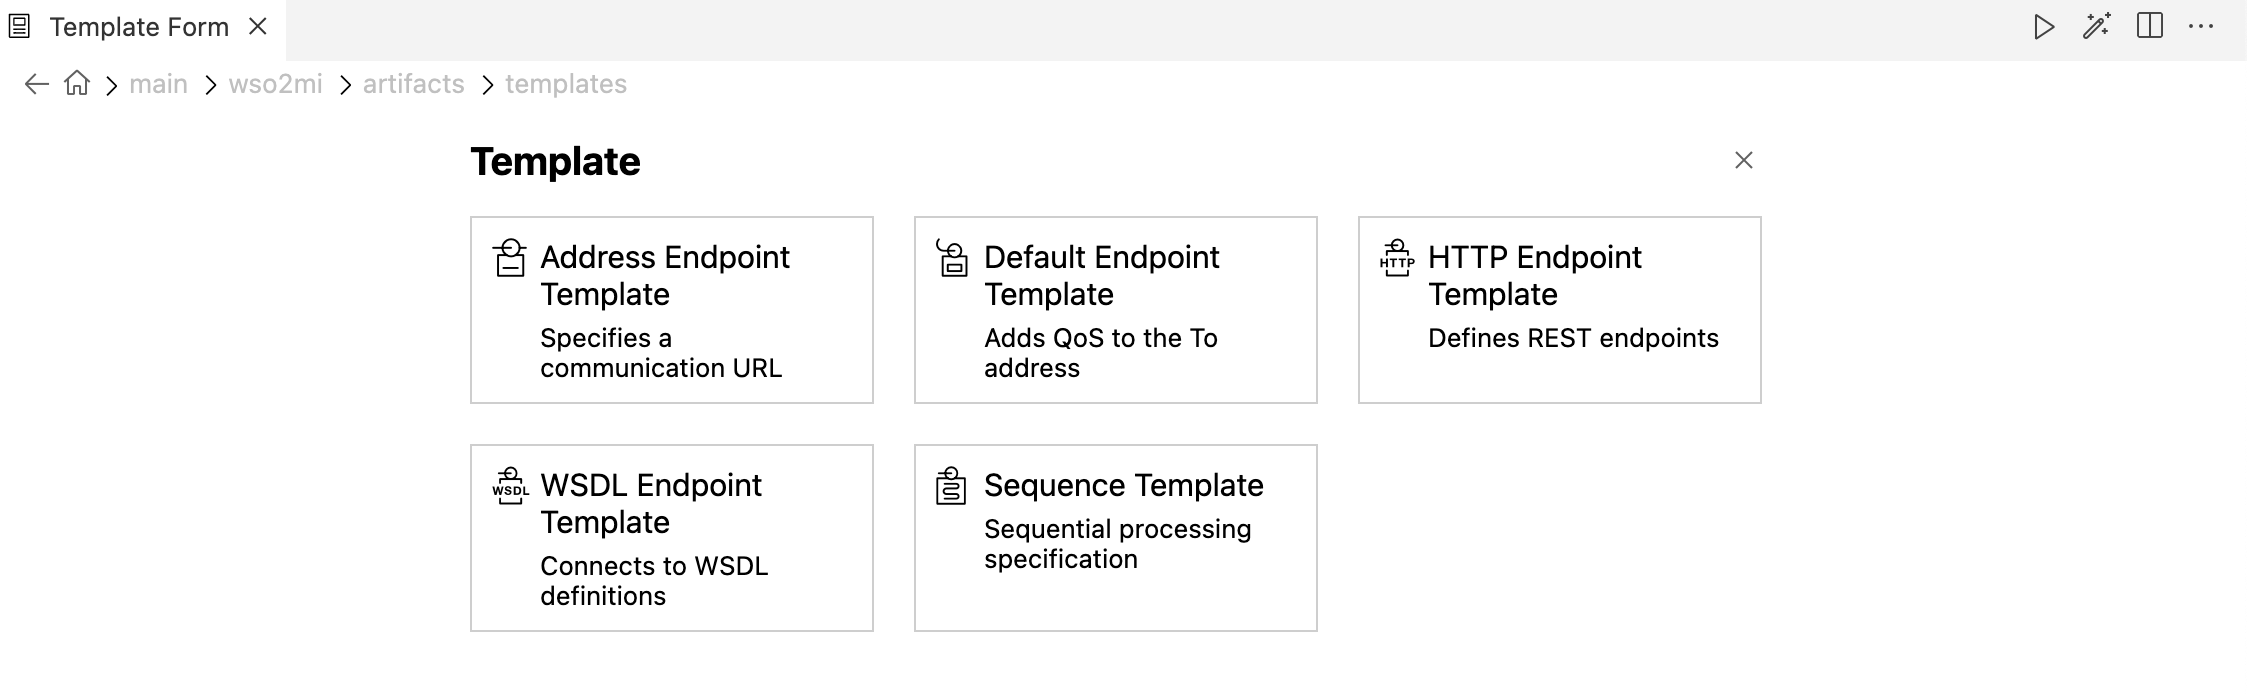 Template Form
main
wso2mi
artifacts
templates
Template
Address Endpoint
Template
Specifies a
communication URL
Default Endpoint
Template
Adds QoS to the To
address
HTTP
HTTP Endpoint
Template
Defines REST endpoints
WSDL
WSDL Endpoint
Template
Connects to WSDL
definitions
Sequence Template
Sequential processing
specification